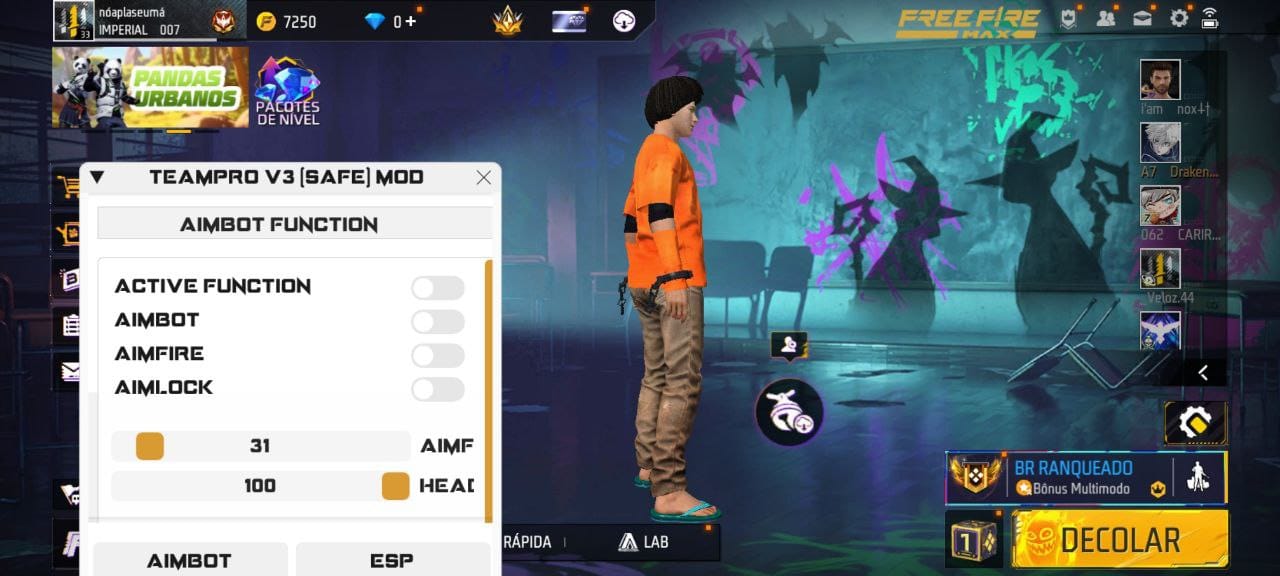 nóaplaseumá
33
IMPERIAL 007
7250
0+
FREE FIRE
MAX
PANDAS
URBANOS
PACOTES
DE NÍVEL
i'am nox
A7 Draken...
062 CARIR...
Veloz.44
TEAMPRO V3 [SAFE] MOD
AIMBOT FUNCTION
ACTIVE FUNCTION
AIMBOT
AIMFIRE
AIMLOCK
31 AIMF
100 HEAD
AIMBOT ESP
RÁPIDA
LAB
BR RANQUEADO
Bônus Multimodo
1
DECOLAR